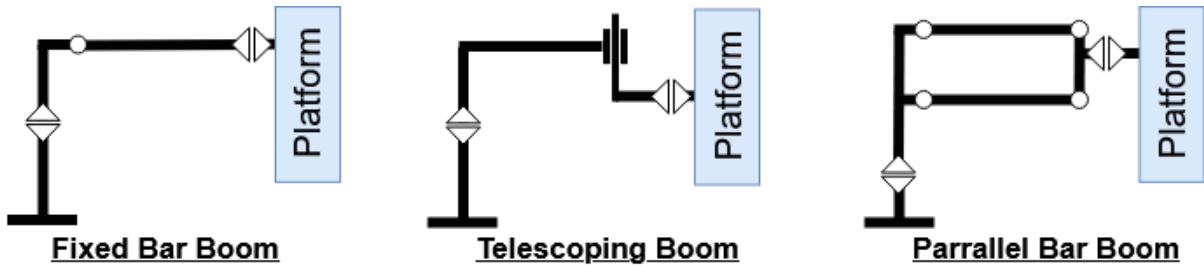 Platform
Platform
Platform
Fixed Bar Boom
Telescoping Boom
Parrallel Bar Boom